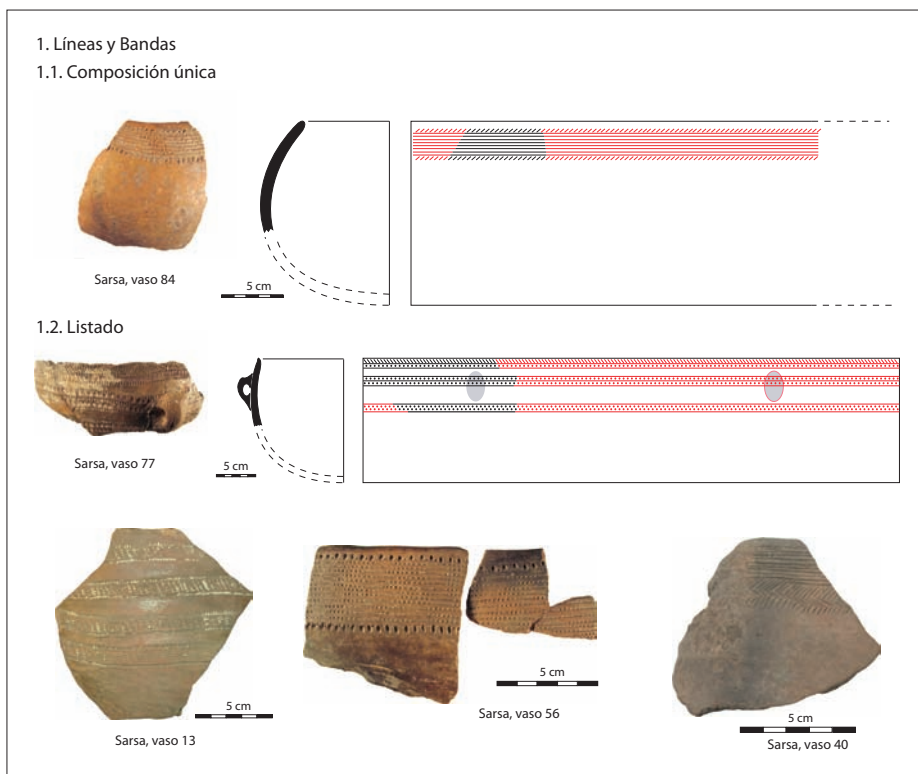 1. Líneas y Bandas
1.1. Composición única
Sarsa, vaso 84
5 cm
1.2. Listado
Sarsa, vaso 77
5 cm
Sarsa, vaso 13
5 cm
Sarsa, vaso 56
5 cm
Sarsa, vaso 40
5 cm